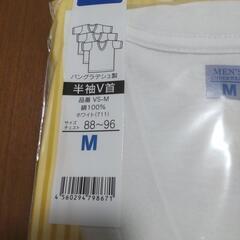 バングラデシュ製
半袖V首
品番 VS-M
綿100%
ホワイト(711)
サイズ
チェスト
88~96
M
4560294798671
MEN'S
UNDERWEAR
M